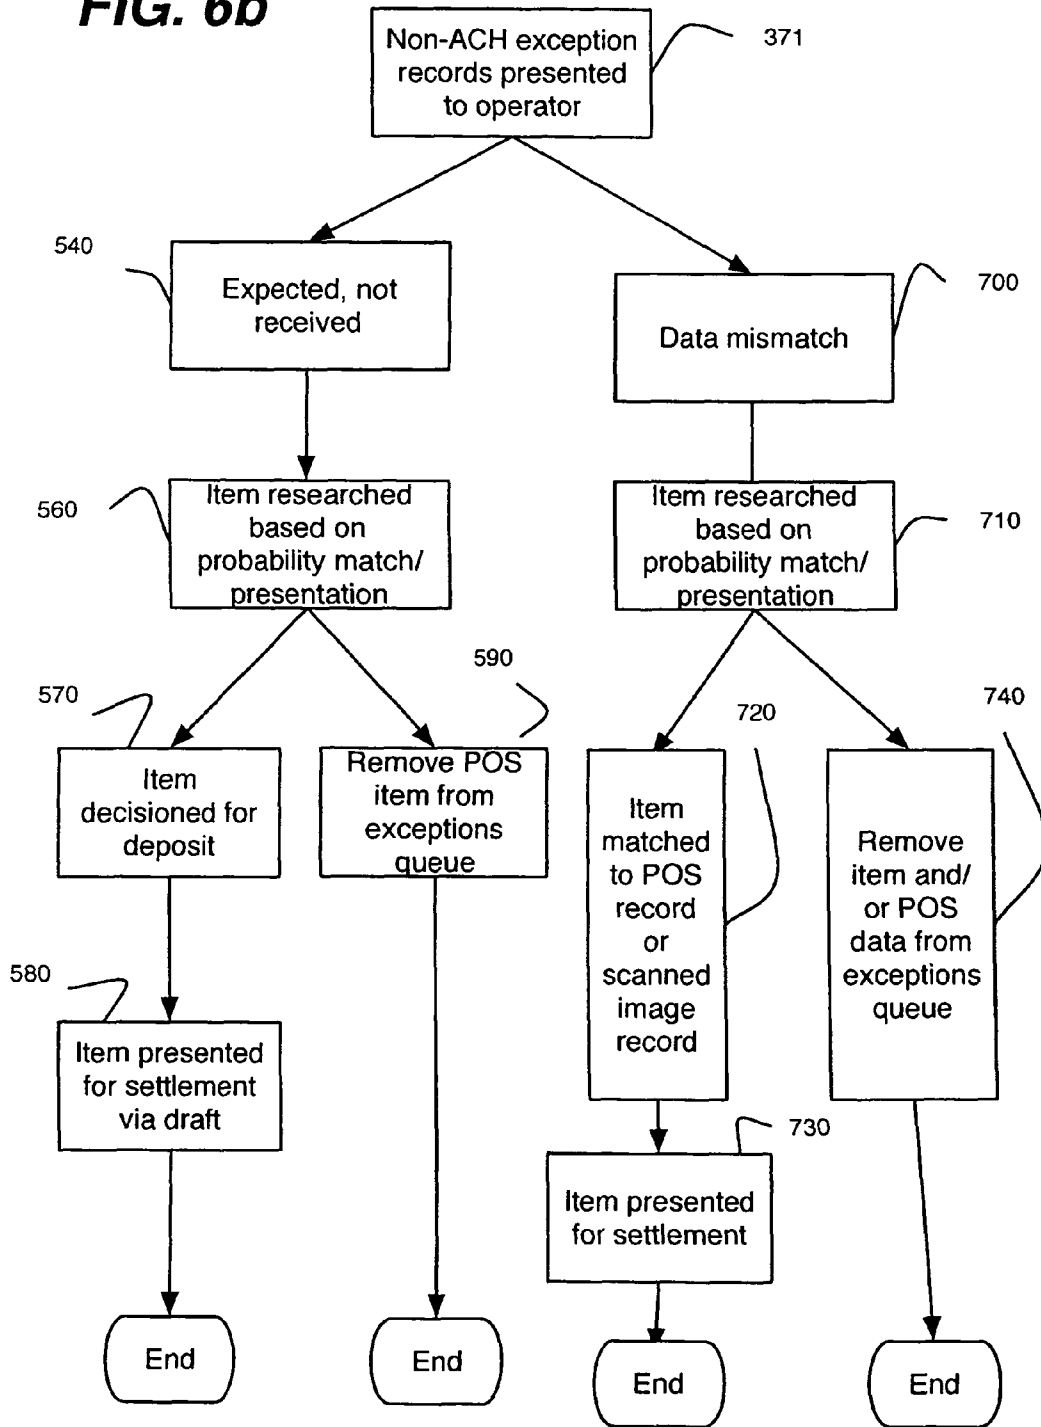 FIG. 6b
Non-ACH exception
records presented
to operator
371
540
Expected, not
received
700
Data mismatch
560
Item researched
based on
probability match/
presentation
710
Item researched
based on
probability match/
presentation
570
Item
decisioned for
deposit
590
Remove POS
item from
exceptions
queue
720
Item
matched
to POS
record
or
scanned
image
record
740
Remove
item and/
or POS
data from
exceptions
queue
580
Item presented
for settlement
via draft
730
Item presented
for settlement
End
End
End
End